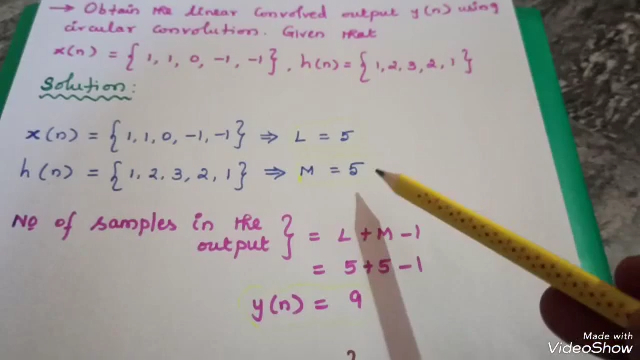 → Obtain the linear convolved output y(n) using
circular convolution. Given that
x(n) = { 1, 1, 0, -1, -1 }, h(n) = { 1, 2, 3, 2, 1 }
Solution:
x(n) = { 1, 1, 0, -1, -1 } ⇒ L = 5
h(n) = { 1, 2, 3, 2, 1 } ⇒ M = 5
No of samples in the
output } = L + M - 1
= 5 + 5 - 1
y(n) = 9
Made with
VideoShow